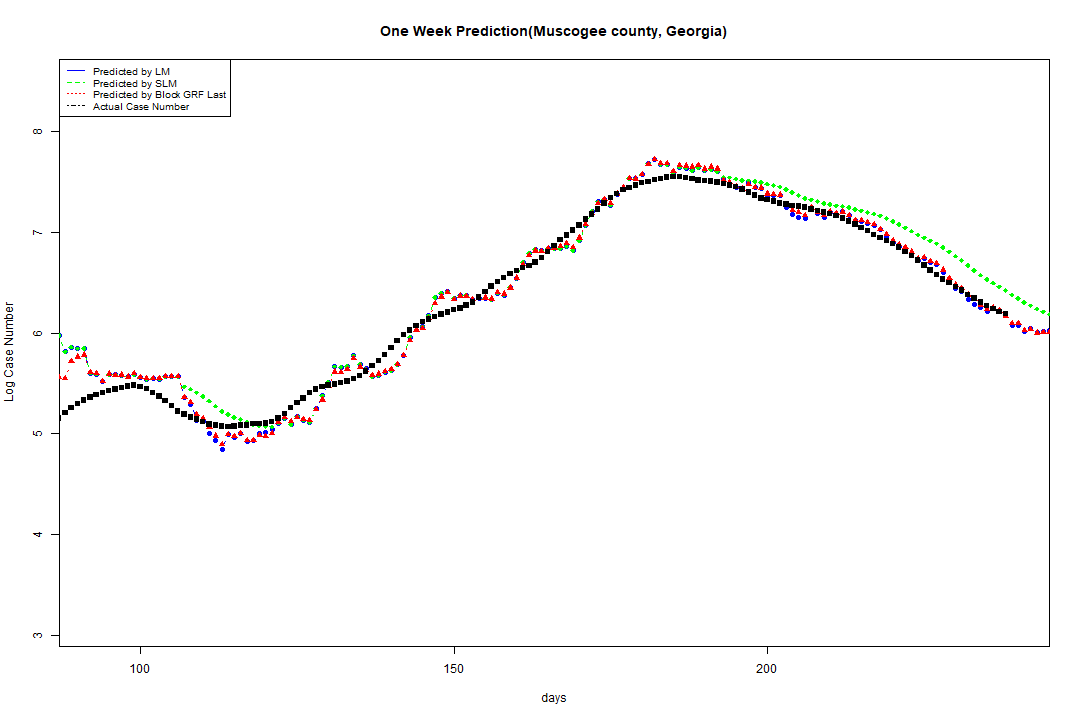 One Week Prediction(Muscogee county, Georgia)
Predicted by LM
Predicted by SLM
Predicted by Block GRF Last
Actual Case Number
8
7
6
5
4
3
Log Case Number
100 150 200
days